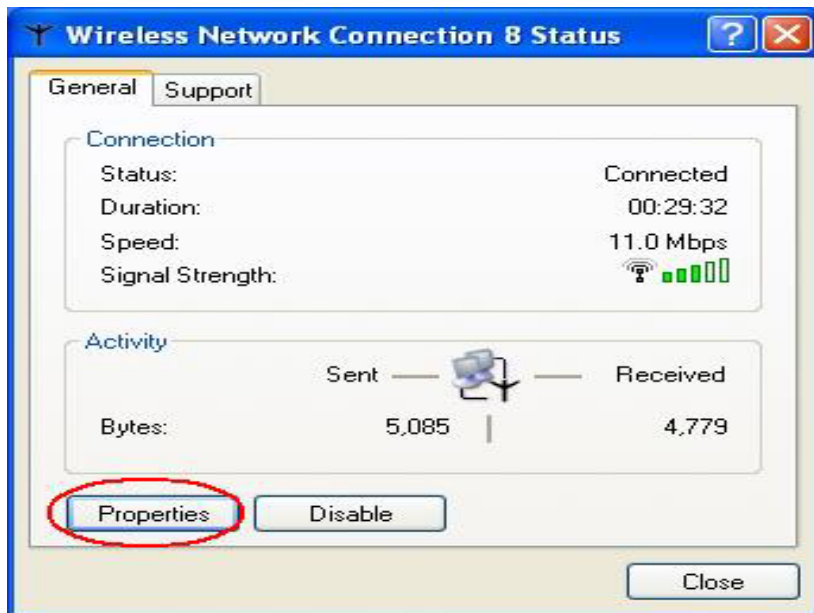 Wireless Network Connection 8 Status
General Support
Connection
Status: Connected
Duration: 00:29:32
Speed: 11.0 Mbps
Signal Strength:
Activity
Sent Received
Bytes: 5,085 4,779
Properties Disable
Close